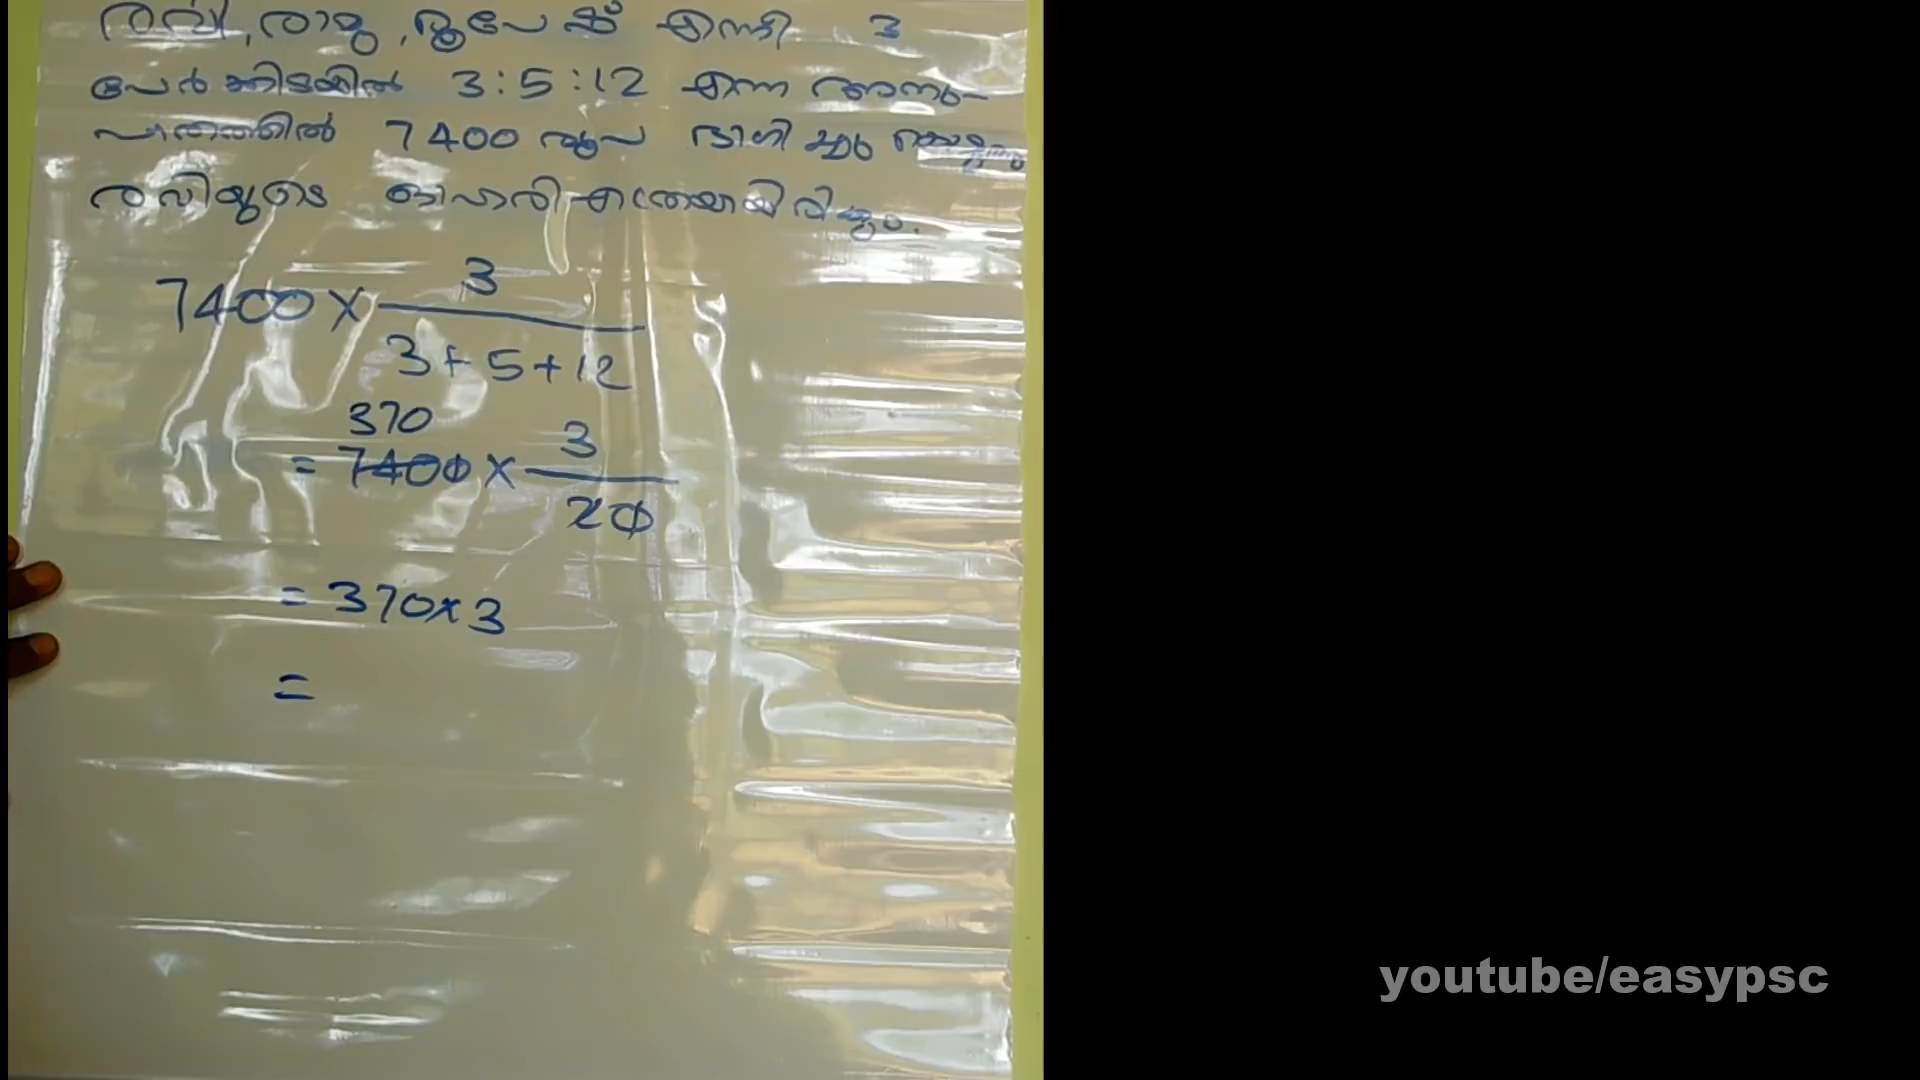 രവി, രാമു, രൂപേഷ് എന്നീ 3
പേർക്കിടയിൽ 3:5:12 എന്ന അനു-
പാതത്തിൽ 7400 രൂപ ഭാഗിച്ചു
രവിയുടെ ഓഹരി എത്രയായിരിക്കും.
7400 × 3
3+5+12
370
= 7400 × 3
20
= 370×3
=
youtube/easypsc